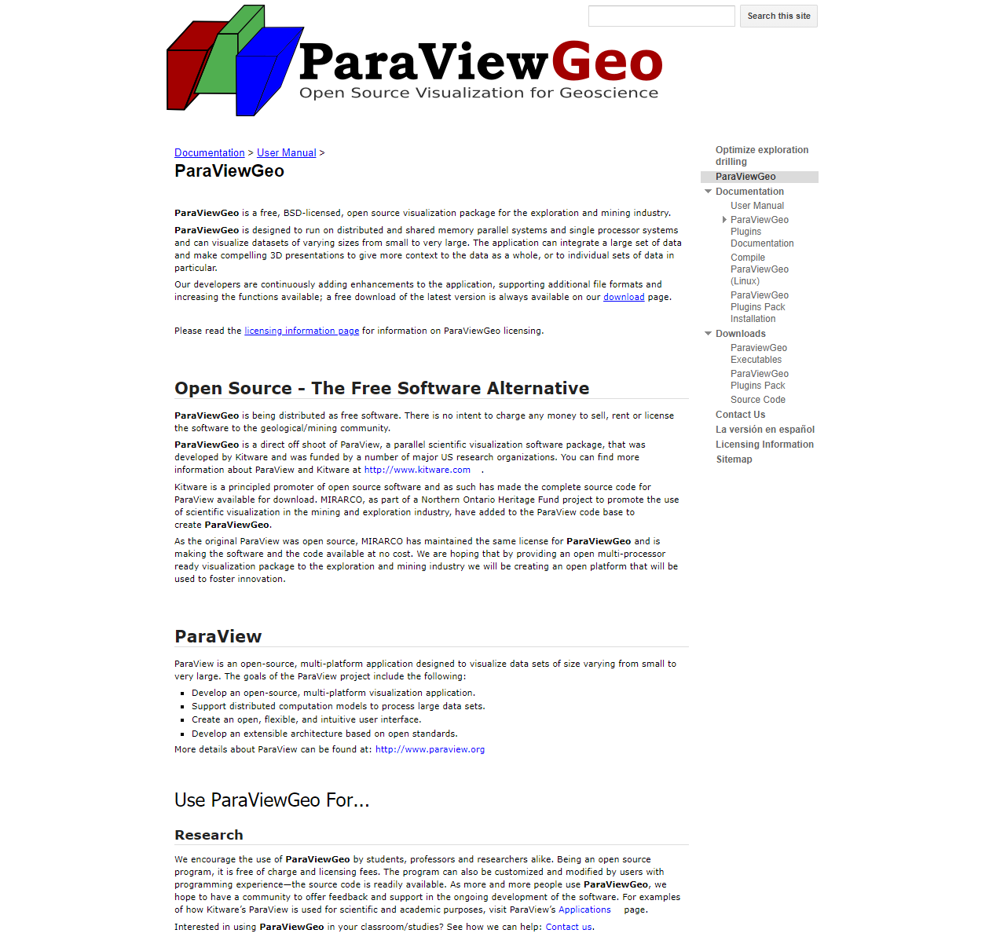 Search this site
ParaViewGeo
Open Source Visualization for Geoscience
Documentation > User Manual >
ParaViewGeo
ParaViewGeo is a free, BSD-licensed, open source visualization package for the exploration and mining industry.
ParaViewGeo is designed to run on distributed and shared memory parallel systems and single processor systems
and can visualize datasets of varying sizes from small to very large. The application can integrate a large set of data
and make compelling 3D presentations to give more context to the data as a whole, or to individual sets of data in
particular.
Our developers are continuously adding enhancements to the application, supporting additional file formats and
increasing the functions available; a free download of the latest version is always available on our download page.
Please read the licensing information page for information on ParaViewGeo licensing.
Open Source - The Free Software Alternative
ParaViewGeo is being distributed as free software. There is no intent to charge any money to sell, rent or license
the software to the geological/mining community.
ParaViewGeo is a direct off shoot of ParaView, a parallel scientific visualization software package, that was
developed by Kitware and was funded by a number of major US research organizations. You can find more
information about ParaView and Kitware at http://www.kitware.com .
Kitware is a principled promoter of open source software and as such has made the complete source code for
ParaView available for download. MIRARCO, as part of a Northern Ontario Heritage Fund project to promote the use
of scientific visualization in the mining and exploration industry, have added to the ParaView code base to
create ParaViewGeo.
As the original ParaView was open source, MIRARCO has maintained the same license for ParaViewGeo and is
making the software and the code available at no cost. We are hoping that by providing an open multi-processor
ready visualization package to the exploration and mining industry we will be creating an open platform that will be
used to foster innovation.
ParaView
ParaView is an open-source, multi-platform application designed to visualize data sets of size varying from small to
very large. The goals of the ParaView project include the following:
Develop an open-source, multi-platform visualization application.
Support distributed computation models to process large data sets.
Create an open, flexible, and intuitive user interface.
Develop an extensible architecture based on open standards.
More details about ParaView can be found at: http://www.paraview.org
Use ParaViewGeo For...
Research
We encourage the use of ParaViewGeo by students, professors and researchers alike. Being an open source
program, it is free of charge and licensing fees. The program can also be customized and modified by users with
programming experience—the source code is readily available. As more and more people use ParaViewGeo, we
hope to have a community to offer feedback and support in the ongoing development of the software. For examples
of how Kitware’s ParaView is used for scientific and academic purposes, visit ParaView’s Applications page.
Interested in using ParaViewGeo in your classroom/studies? See how we can help: Contact us.
Optimize exploration
drilling
ParaViewGeo
Documentation
User Manual
ParaViewGeo
Plugins
Documentation
Compile
ParaViewGeo
(Linux)
ParaViewGeo
Plugins Pack
Installation
Downloads
ParaviewGeo
Executables
ParaViewGeo
Plugins Pack
Source Code
Contact Us
La versión en español
Licensing Information
Sitemap